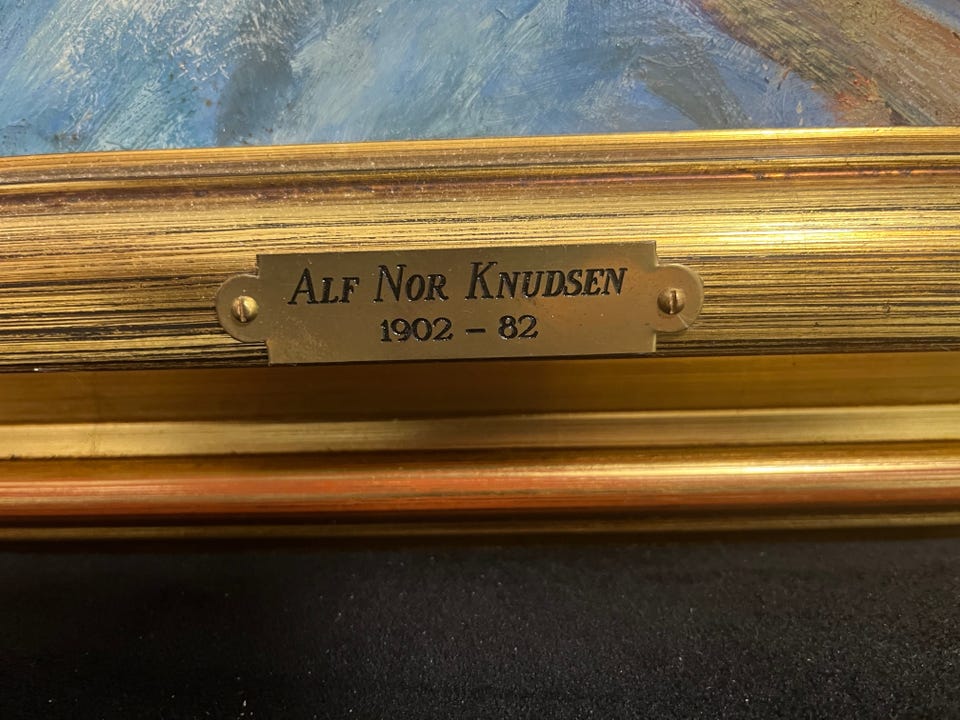 Alf Nor Knudsen
1902 – 82